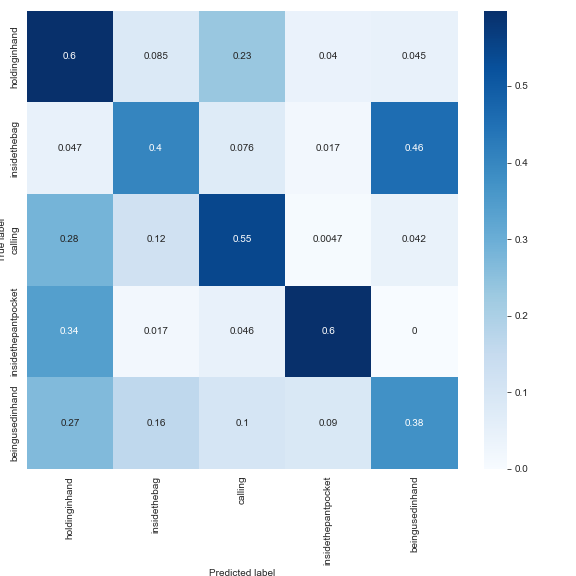 holdinginhand 0.6 0.085 0.23 0.04 0.045
insidethebag 0.047 0.4 0.076 0.017 0.46
True label
calling 0.28 0.12 0.55 0.0047 0.042
insidethepantpocket 0.34 0.017 0.046 0.6 0
beingusedinhand 0.27 0.16 0.1 0.09 0.38
holdinginhand insidethebag calling insidethepantpocket beingusedinhand
Predicted label
0.5
0.4
0.3
0.2
0.1
0.0